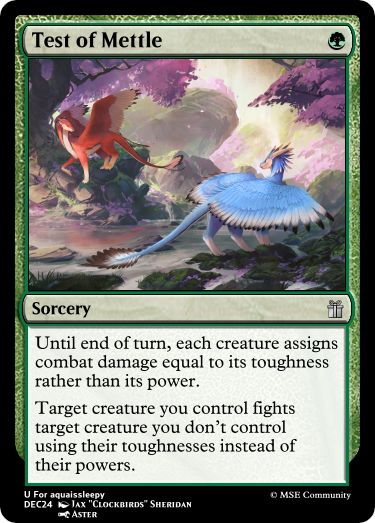 Test of Mettle
Sorcery
Until end of turn, each creature assigns
combat damage equal to its toughness
rather than its power.
Target creature you control fights
target creature you don't control
using their toughnesses instead of
their powers.
U For aquaissleepy
DEC24 Jax "Clockbirds" Sheridan
Aster
© MSE Community